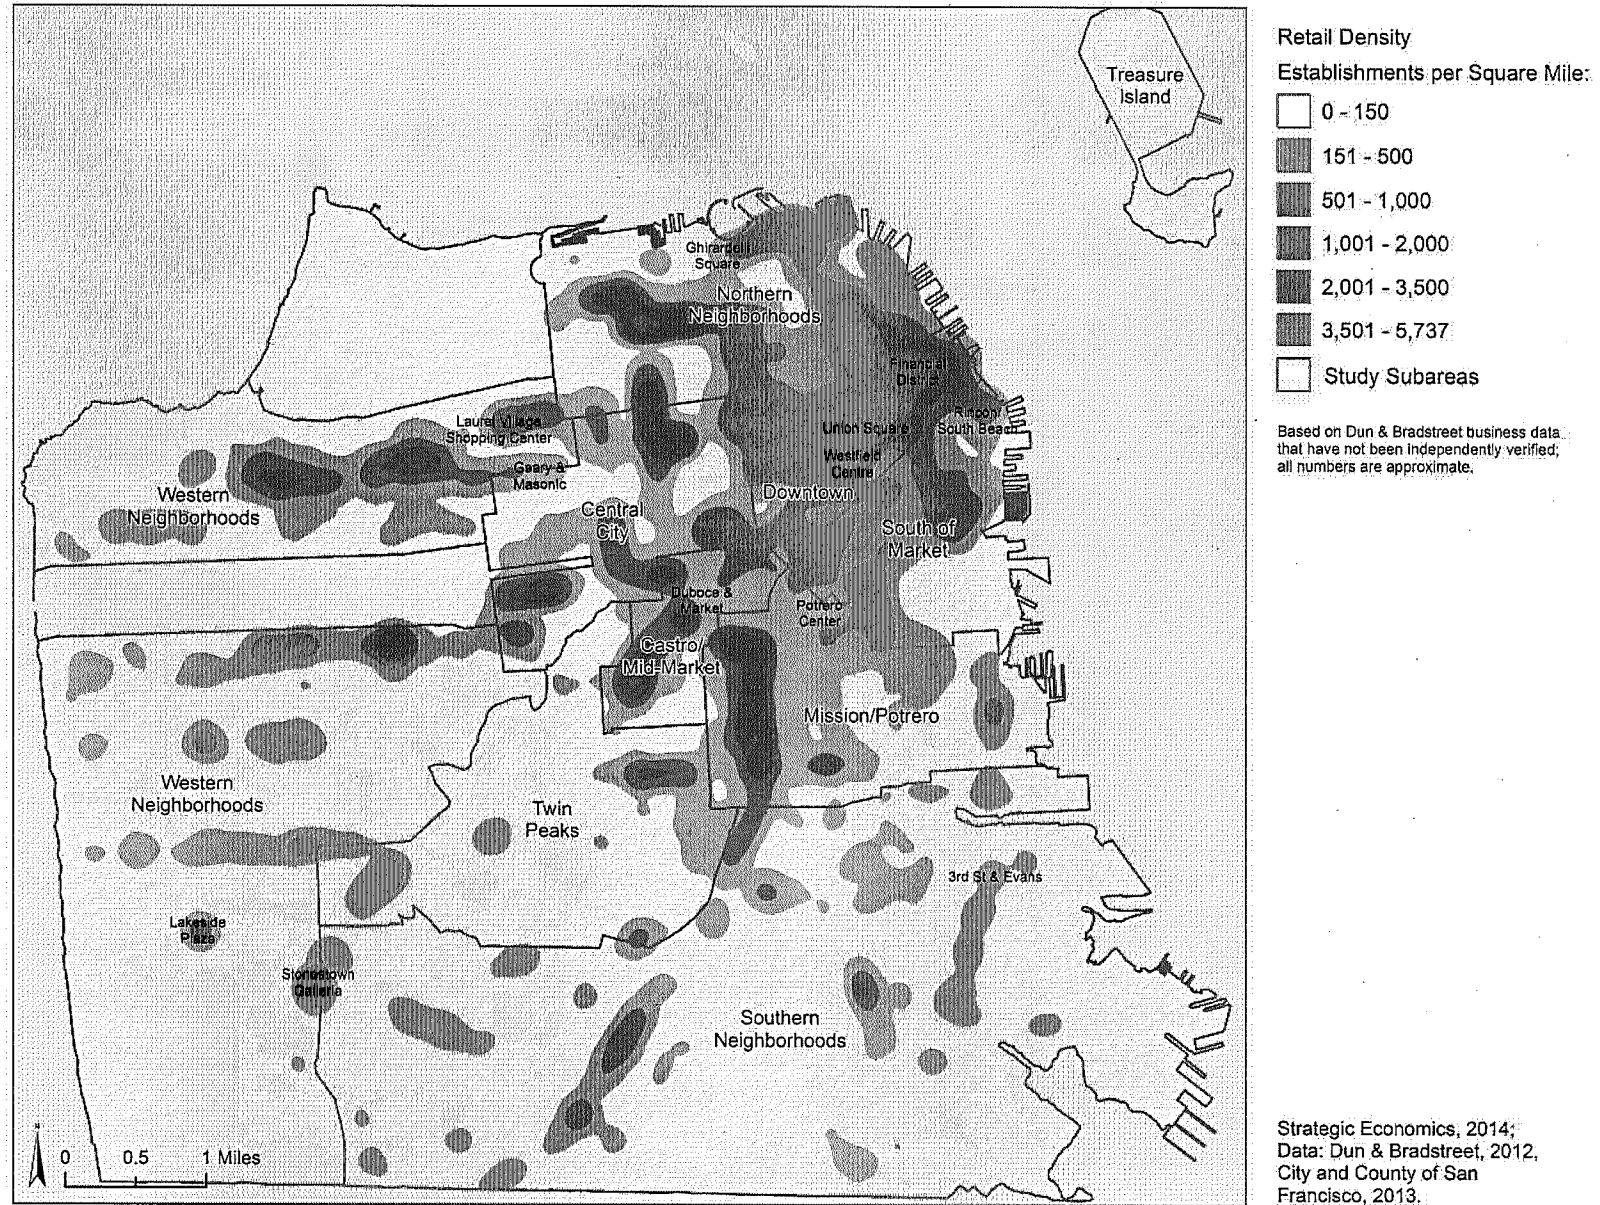 Treasure
Island
Ghirardelli
Square
Northern
Neighborhoods
Financial
District
Laurel Village
Shopping Center
Rincon/
South Beach
Union Square
Westfield
Centre
Geary &
Masonic
Western
Neighborhoods
Downtown
Central
City
South of
Market
Duboce &
Market
Potrero
Center
Castro/
Mid-Market
Mission/Potrero
Western
Neighborhoods
Twin
Peaks
3rd St & Evans
Lakeside
Plaza
Stonestown
Galleria
Southern
Neighborhoods
N
0 0.5 1 Miles
Retail Density
Establishments per Square Mile:
0 - 150
151 - 500
501 - 1,000
1,001 - 2,000
2,001 - 3,500
3,501 - 5,737
Study Subareas
Based on Dun & Bradstreet business data
that have not been independently verified;
all numbers are approximate.
Strategic Economics, 2014;
Data: Dun & Bradstreet, 2012,
City and County of San
Francisco, 2013.